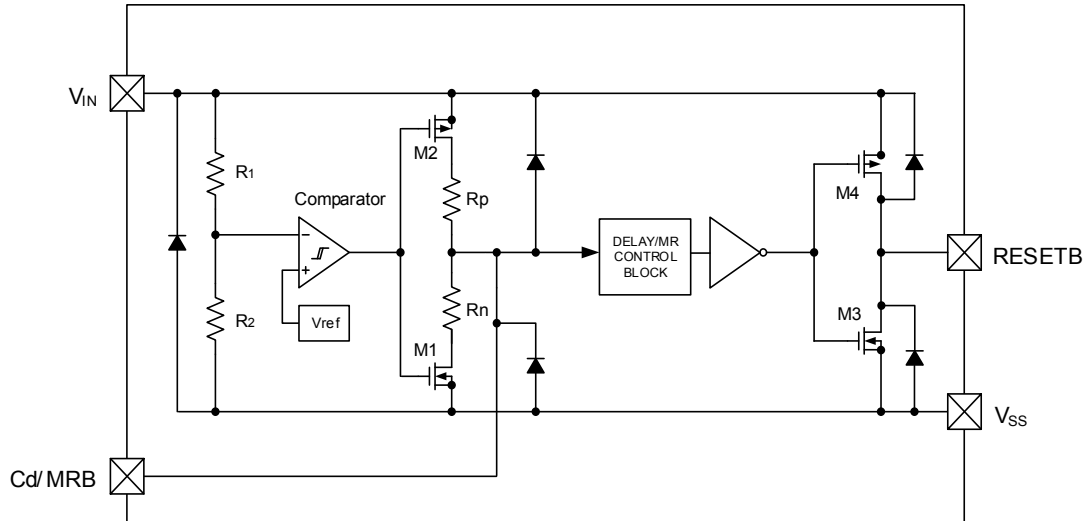 VIN
M2
R1
Rp
Comparator
M4
−
DELAY/MR
CONTROL
BLOCK
RESETB
+
R2
Rn
Vref
M3
M1
VSS
Cd/MRB